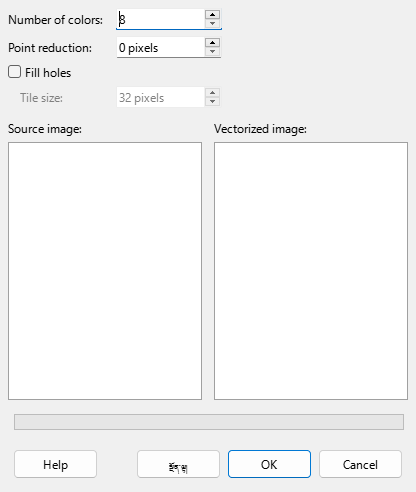 Number of colors: 8
Point reduction: 0 pixels
Fill holes
Tile size: 32 pixels
Source image: Vectorized image:
Help OK Cancel